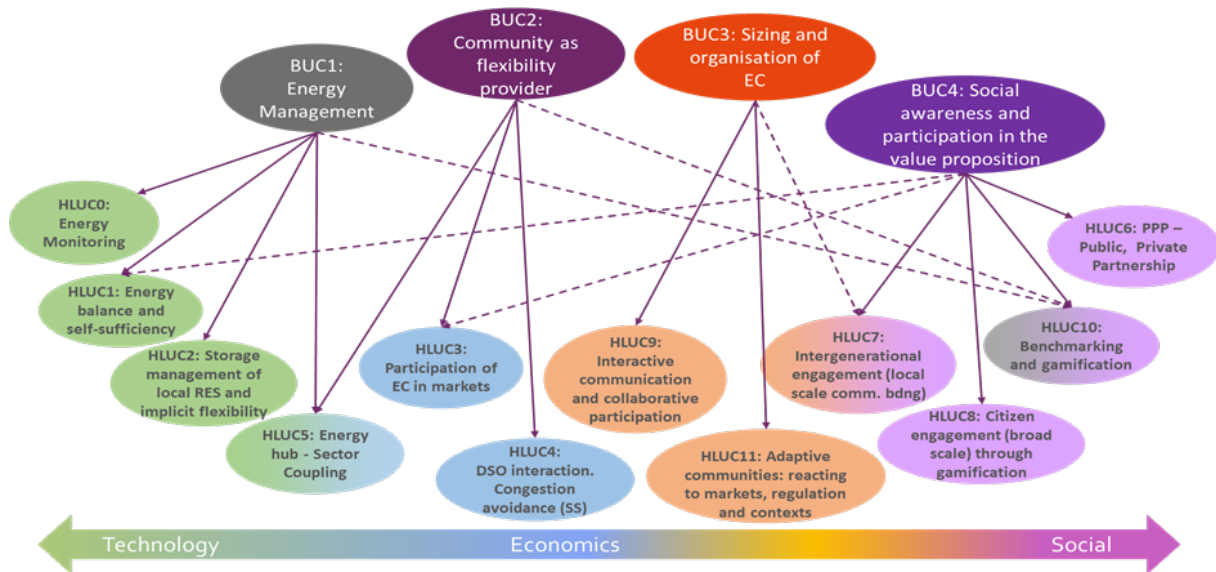 BUC1:
Energy
Management
BUC2:
Community as
flexibility
provider
BUC3: Sizing and
organisation of
EC
BUC4: Social
awareness and
participation in the
value proposition
HLUC0:
Energy
Monitoring
HLUC1: Energy
balance and
self-sufficiency
HLUC2: Storage
management of
local RES and
implicit flexibility
HLUC5: Energy
hub - Sector
Coupling
HLUC3:
Participation of
EC in markets
HLUC4:
DSO interaction.
Congestion
avoidance (SS)
HLUC9:
Interactive
communication
and collaborative
participation
HLUC11: Adaptive
communities: reacting
to markets, regulation
and contexts
HLUC7:
Intergenerational
engagement (local
scale comm. bdng)
HLUC6: PPP –
Public, Private
Partnership
HLUC10:
Benchmarking
and gamification
HLUC8: Citizen
engagement (broad
scale) through
gamification
Technology
Economics
Social